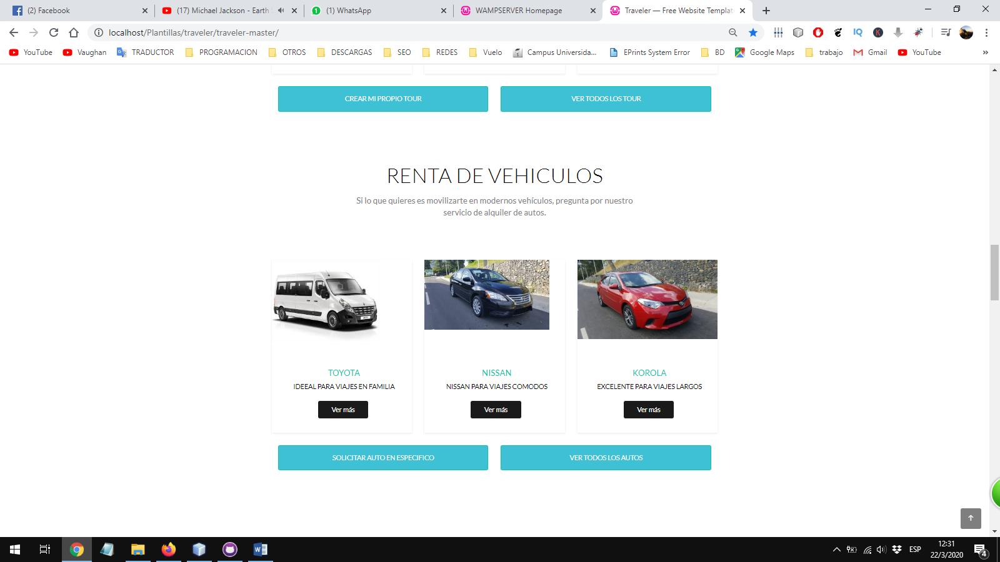 (2) Facebook
(17) Michael Jackson - Earth
(1) WhatsApp
WAMPSERVER Homepage
Traveler — Free Website Templat
localhost/Plantillas/traveler/traveler-master/
YouTube
Vaughan
TRADUCTOR
PROGRAMACION
OTROS
DESCARGAS
SEO
REDES
Vuelo
Campus Universida...
EPrints System Error
BD
Google Maps
trabajo
Gmail
YouTube
»
CREAR MI PROPIO TOUR
VER TODOS LOS TOUR
RENTA DE VEHICULOS
Si lo que quieres es movilizarte en modernos vehículos, pregunta por nuestro
servicio de alquiler de autos.
TOYOTA
IDEEAL PARA VIAJES EN FAMILIA
Ver más
NISSAN
NISSAN PARA VIAJES COMODOS
Ver más
KOROLA
EXCELENTE PARA VIAJES LARGOS
Ver más
SOLICITAR AUTO EN ESPECIFICO
VER TODOS LOS AUTOS
ESP
12:31
22/3/2020
4